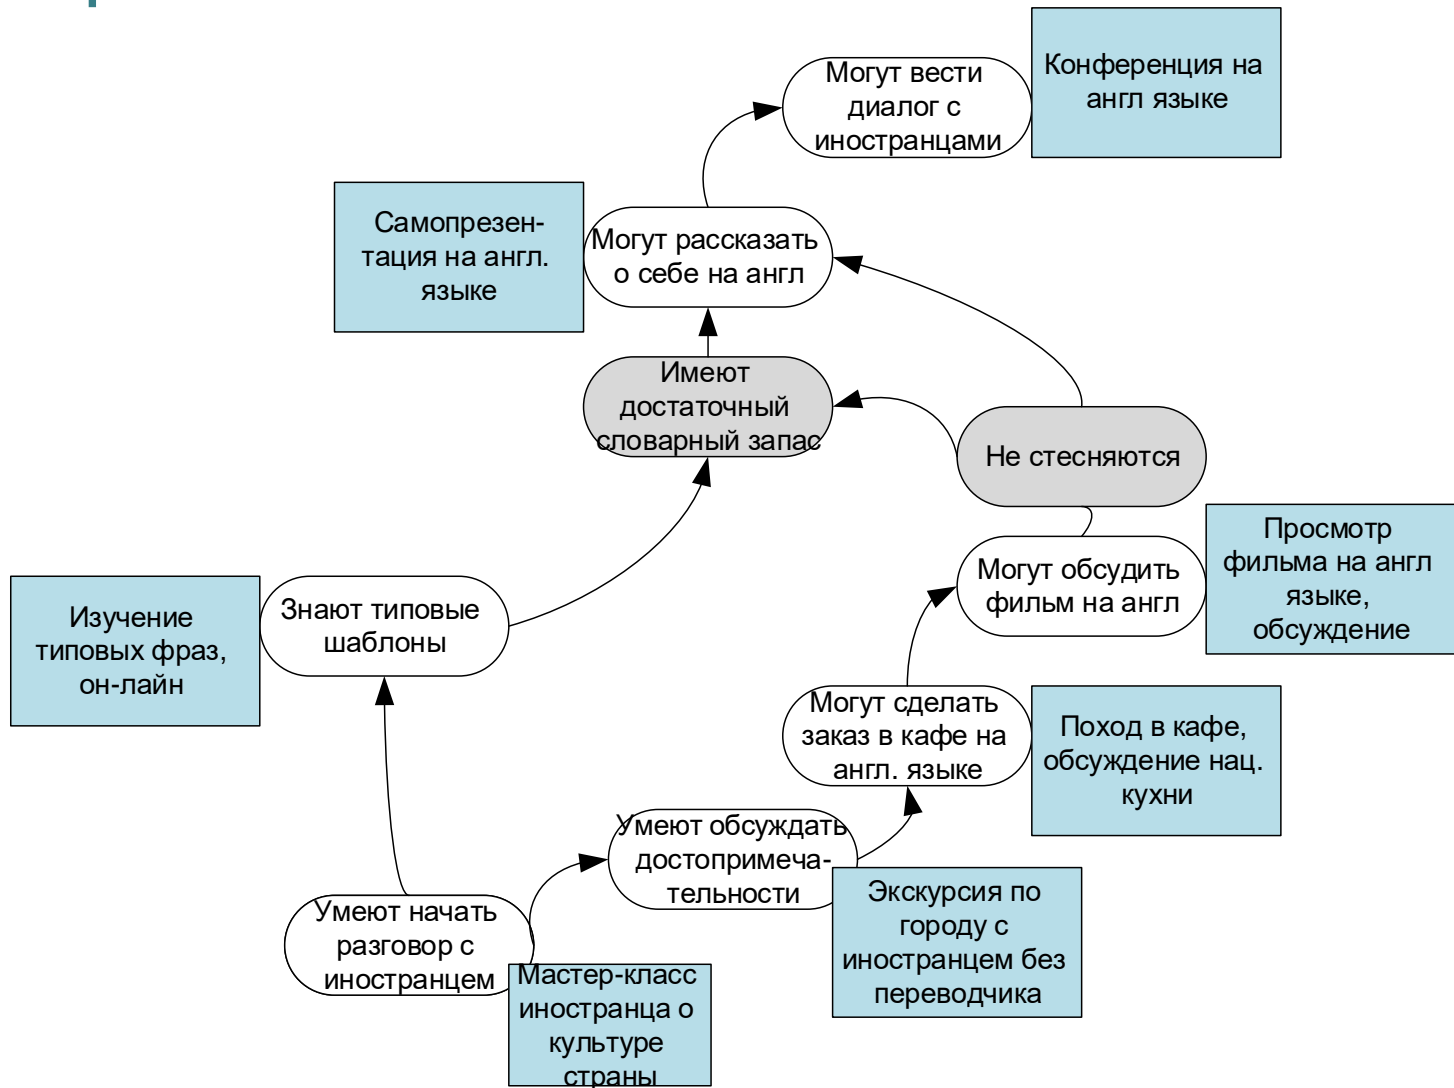 Могут вести
диалог с
иностранцами
Конференция на
англ языке
Самопрезен-
тация на англ.
языке
Могут рассказать
о себе на англ
Имеют
достаточный
словарный запас
Не стесняются
Просмотр
фильма на англ
языке,
обсуждение
Могут обсудить
фильм на англ
Изучение
типовых фраз,
он-лайн
Знают типовые
шаблоны
Могут сделать
заказ в кафе на
англ. языке
Поход в кафе,
обсуждение нац.
кухни
Умеют обсуждать
достопримеча-
тельности
Экскурсия по
городу с
иностранцем без
переводчика
Умеют начать
разговор с
иностранцем
Мастер-класс
иностранца о
культуре
страны